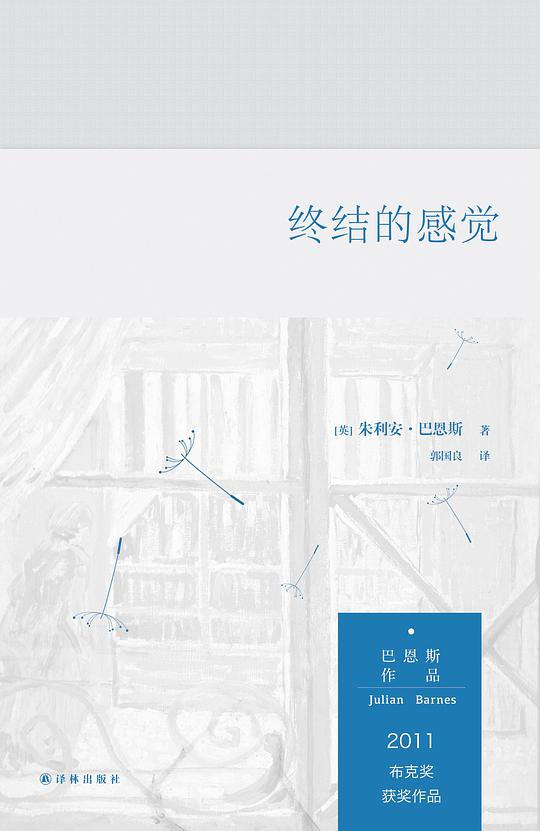 终结的感觉
[英] 朱利安·巴恩斯 著
郭国良 译
巴恩斯
作品
Julian Barnes
2011
布克奖
获奖作品
译林出版社